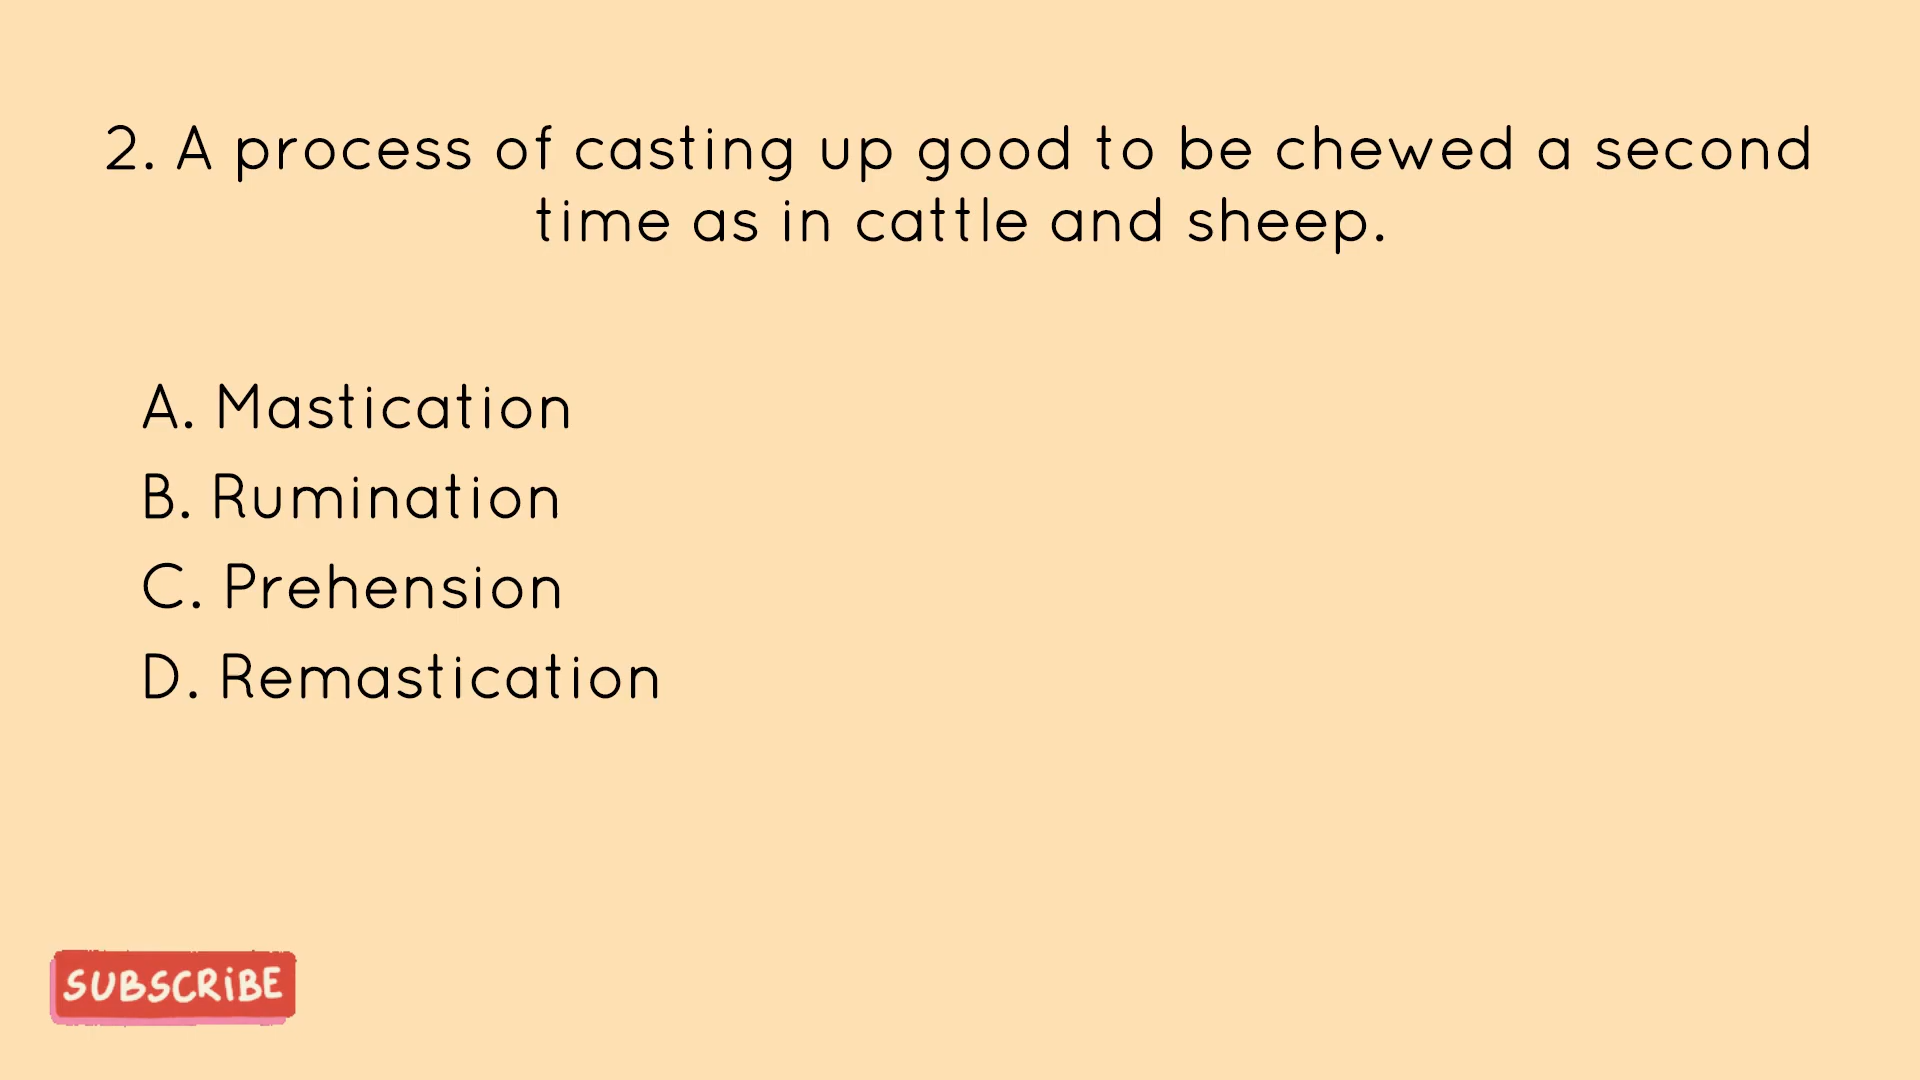 2. A process of casting up good to be chewed a second
time as in cattle and sheep.
A. Mastication
B. Rumination
C. Prehension
D. Remastication
SUBSCRiBE